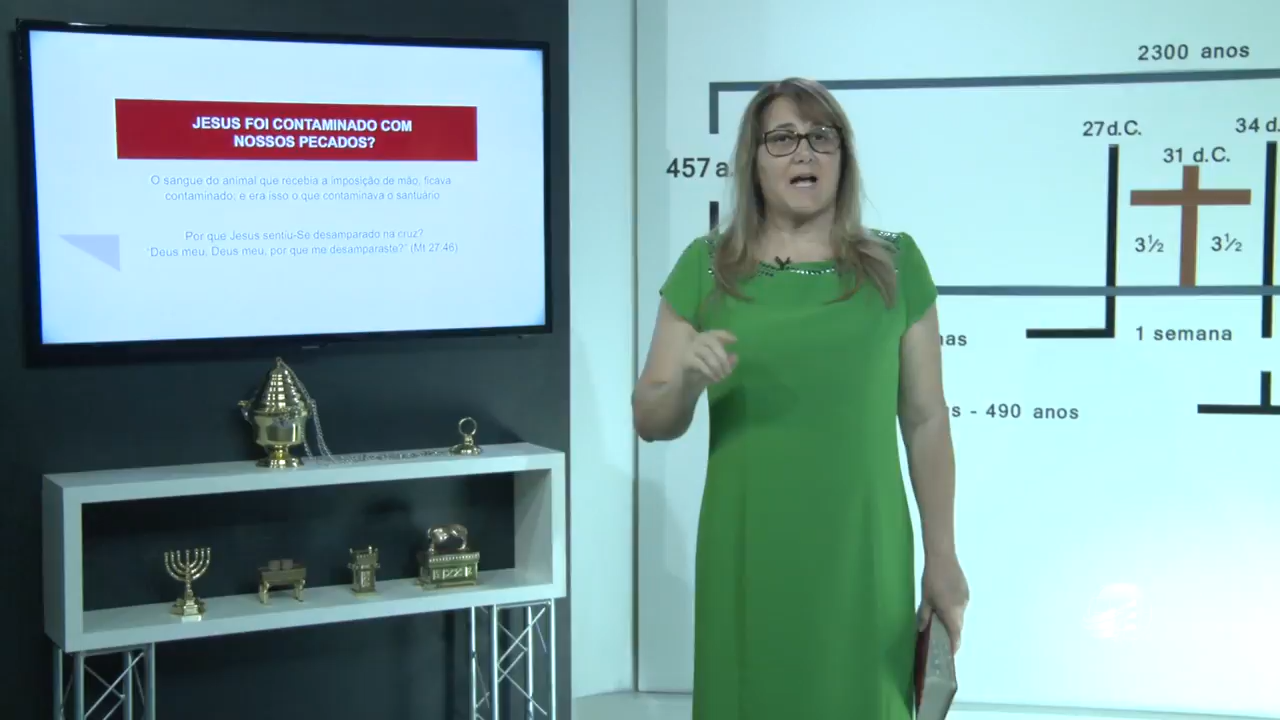 JESUS FOI CONTAMINADO COM
NOSSOS PECADOS?
O sangue do animal que recebia a imposição de mão, ficava
contaminado; e era isso o que contaminava o santuário
Por que Jesus sentiu-Se desamparado na cruz?
"Deus meu, Deus meu, por que me desamparaste?" (Mt 27:46)
2300 anos
27d.C.
34 d.
31 d.C.
457 a.
3½
3½
1 semana
- 490 anos